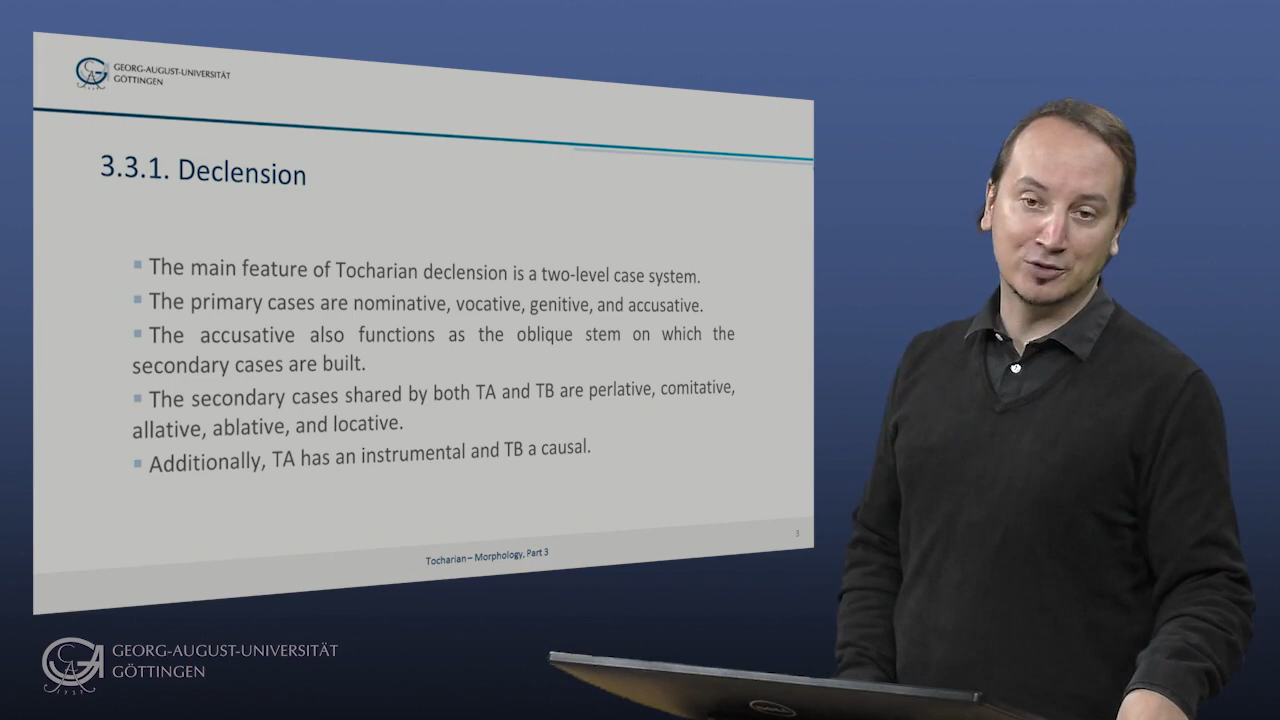 GEORG-AUGUST-UNIVERSITÄT
GÖTTINGEN
3.3.1. Declension
▪ The main feature of Tocharian declension is a two-level case system.
▪ The primary cases are nominative, vocative, genitive, and accusative.
▪ The accusative also functions as the oblique stem on which the
secondary cases are built.
▪ The secondary cases shared by both TA and TB are perlative, comitative,
allative, ablative, and locative.
▪ Additionally, TA has an instrumental and TB a causal.
3
Tocharian – Morphology, Part 3
GEORG-AUGUST-UNIVERSITÄT
GÖTTINGEN
DELL